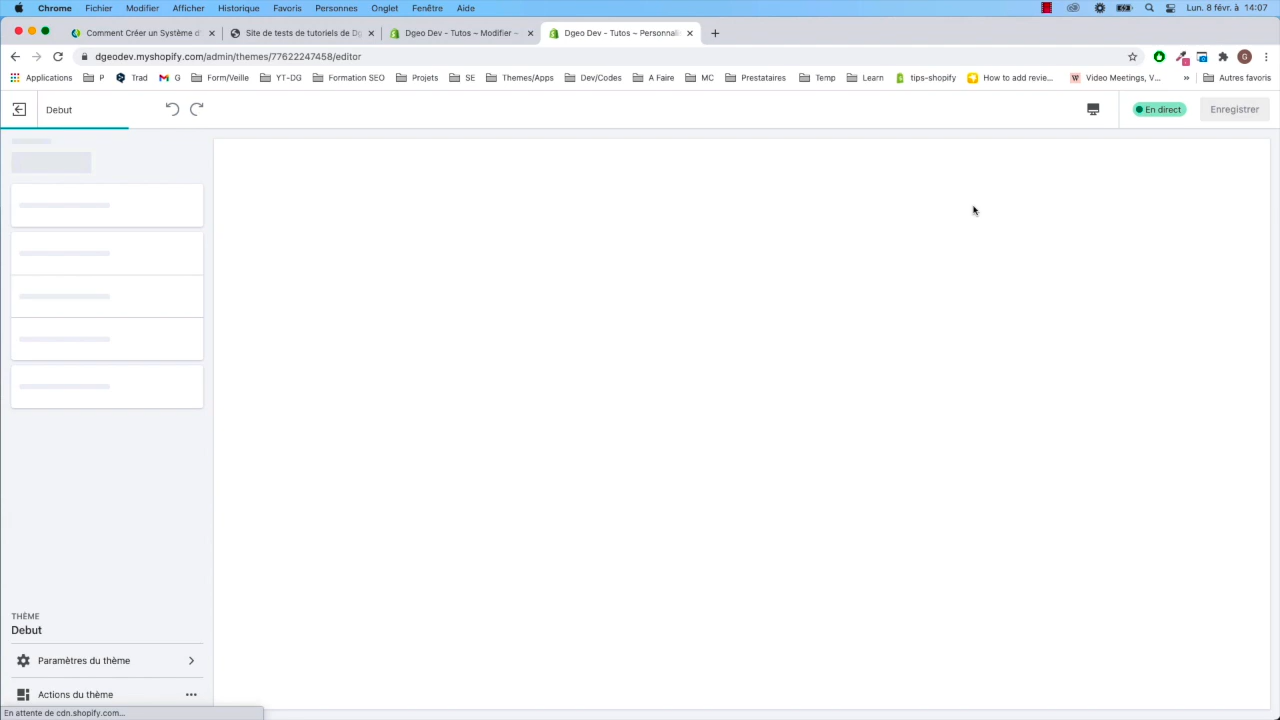 Chrome Fichier Modifier Afficher Historique Favoris Personnes Onglet Fenêtre Aide Lun. 8 févr. à 14:07
Comment Créer un Système d' Site de tests de tutoriels de Dg Dgeo Dev - Tutos ~ Modifier ~ Dgeo Dev - Tutos ~ Personnali
dgeodev.myshopify.com/admin/themes/77622247458/editor
Applications P Trad G Form/Veille YT-DG Formation SEO Projets SE Themes/Apps Dev/Codes A Faire MC Prestataires Temp Learn tips-shopify How to add revie... Video Meetings, V... » Autres favoris
Debut En direct Enregistrer
THÈME
Debut
Paramètres du thème
Actions du thème
En attente de cdn.shopify.com...